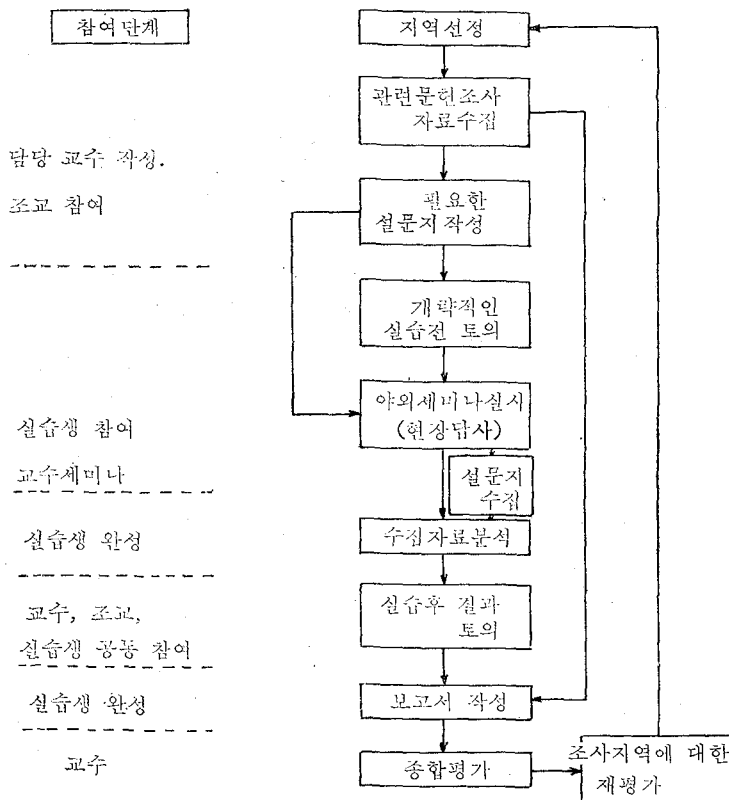 참여단계
지역선정
관련문헌조사
자료수집
담당 교수 작성.
조교 참여
필요한
설문지작성
개략적인
실습전 토의
야외세미나실시
(현장답사)
실습생 참여
교수세미나
설문지
수집
실습생 완성
수집자료분석
교수, 조교,
실습생 공동 참여
실습후 결과
토의
실습생 완성
보고서 작성
교수
종합평가
조사지역에 대한
재평가